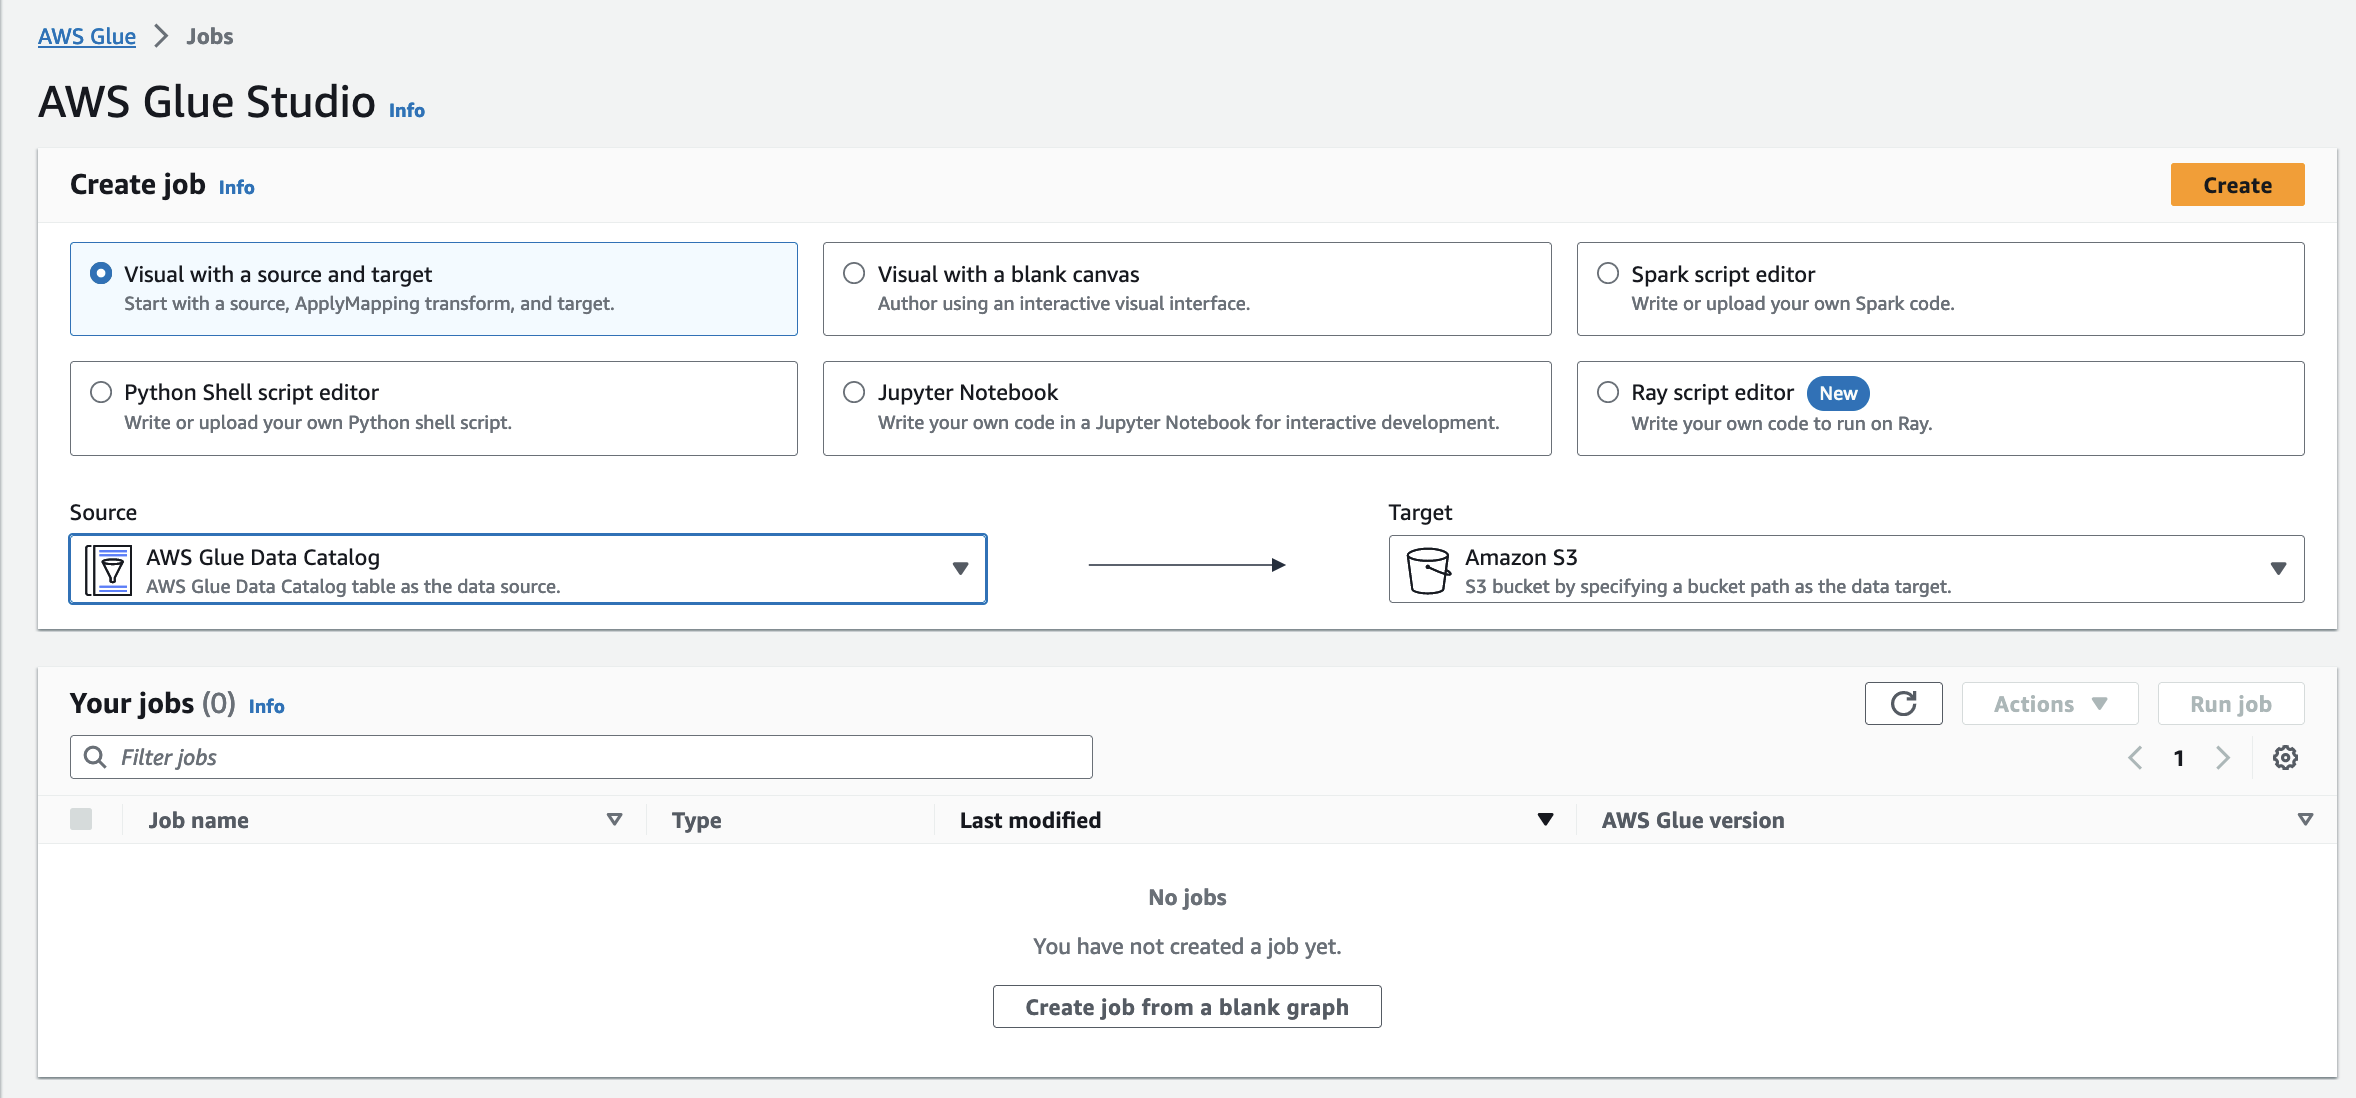 AWS Glue > Jobs
AWS Glue Studio Info
Create job Info
Create
Visual with a source and target
Start with a source, ApplyMapping transform, and target.
Visual with a blank canvas
Author using an interactive visual interface.
Spark script editor
Write or upload your own Spark code.
Python Shell script editor
Write or upload your own Python shell script.
Jupyter Notebook
Write your own code in a Jupyter Notebook for interactive development.
Ray script editor New
Write your own code to run on Ray.
Source
AWS Glue Data Catalog
AWS Glue Data Catalog table as the data source.
Target
Amazon S3
S3 bucket by specifying a bucket path as the data target.
Your jobs (0) Info
Actions
Run job
Filter jobs
1
Job name Type Last modified AWS Glue version
No jobs
You have not created a job yet.
Create job from a blank graph